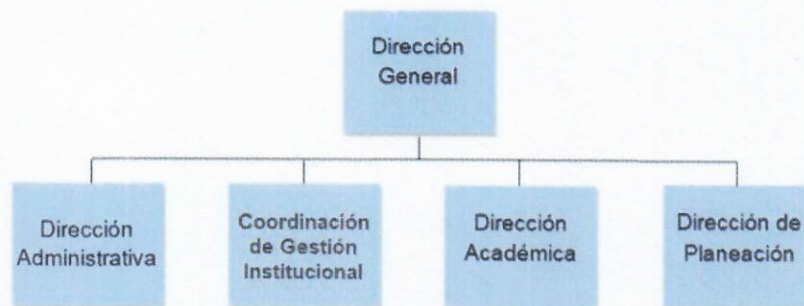 Dirección
General
Dirección
Administrativa
Coordinación
de Gestión
Institucional
Dirección
Académica
Dirección de
Planeación